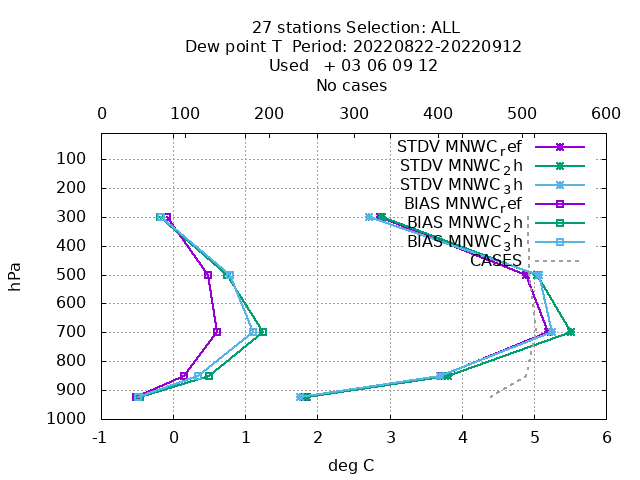 27 stations Selection: ALL
Dew point T  Period: 20220822-20220912
Used   + 03 06 09 12
No cases
0 100 200 300 400 500 600
STDV MNWC_ref
STDV MNWC_2h
STDV MNWC_3h
BIAS MNWC_ref
BIAS MNWC_2h
BIAS MNWC_3h
CASES
hPa
100
200
300
400
500
600
700
800
900
1000
-1 0 1 2 3 4 5 6
deg C